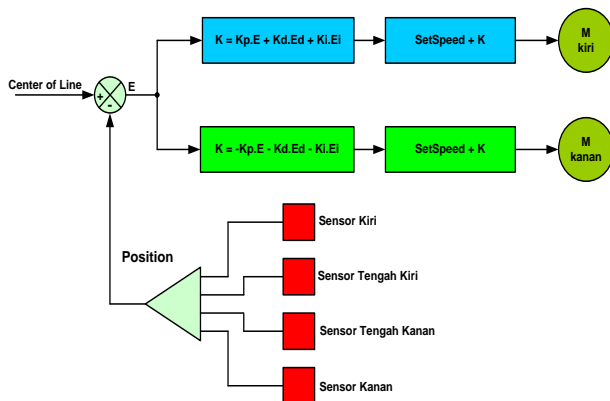 K = Kp.E + Kd.Ed + Ki.Ei
SetSpeed + K
M
kiri
Center of Line
+
-
E
K = -Kp.E - Kd.Ed - Ki.Ei
SetSpeed + K
M
kanan
Position
Sensor Kiri
Sensor Tengah Kiri
Sensor Tengah Kanan
Sensor Kanan